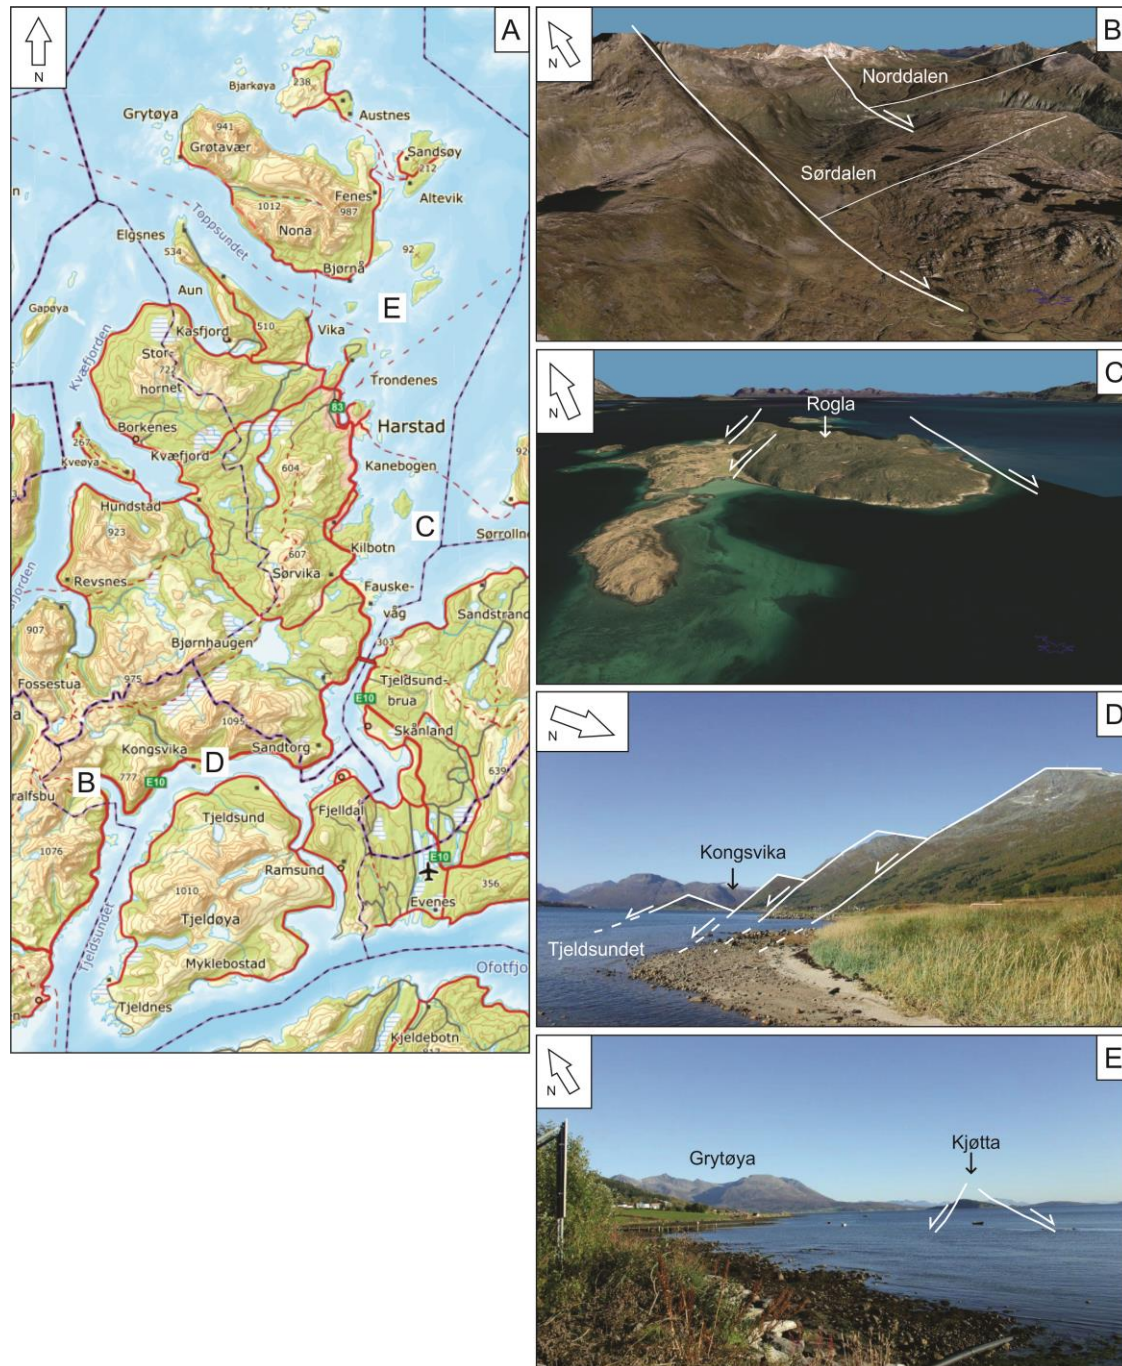 N
A
Bjarkøya
238
Austnes
Grytøya
941
Grøtavær
Sandsøy
212
Fenes
Altevik
1012
987
Nona
Toppsundet
Elgsnes
534
92
Bjørnå
Aun
E
Gapøya
510
Kasfjord
Vika
Kvæfjorden
Stor-
722
hornet
Trondenes
83
Borkenes
Harstad
267
Kvæfjord
Kanebogen
Kveøya
604
Hundstad
C
923
Sørrollne
Kilbotn
607
Revsnes
Sørvika
Fauske-
våg
Sandstrand
907
Bjørnhaugen
303
Fossestua
975
Tjeldsund-
brua
E10
1095
Skånland
Kongsvika
Sandtorg
D
777
E10
639
B
ralfsbu
Fjelldal
Tjeldsund
1076
Ramsund
E10
356
1010
Evenes
Tjeldøya
Tjeldsundet
Myklebostad
Ofotfjo
Tjeldnes
Kjeldebotn
N
B
Norddalen
Sørdalen
N
C
Rogla
N
D
Kongsvika
Tjeldsundet
N
E
Kjøtta
Grytøya